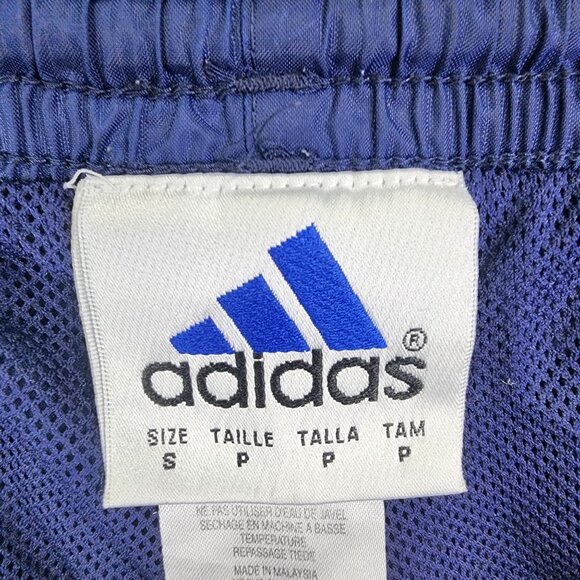 adidas®
SIZE TAILLE TALLA TAM
S P P P
NE PAS UTILISER D'EAU DE JAVEL
SECHAGE EN MACHINE A BASSE
TEMPERATURE
REPASSAGE TIEDE
MADE IN MALAYSIA